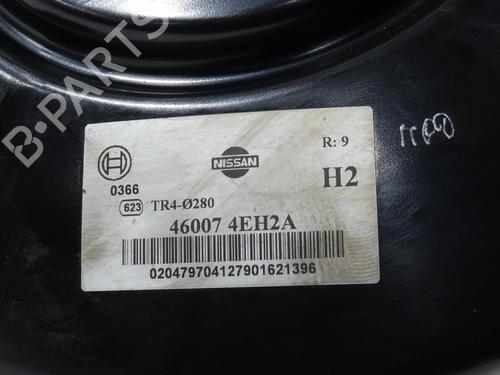 B-PARTS
NISSAN
R: 9
0366
H2
623 TR4-Ø280
46007 4EH2A
020479704127901621396